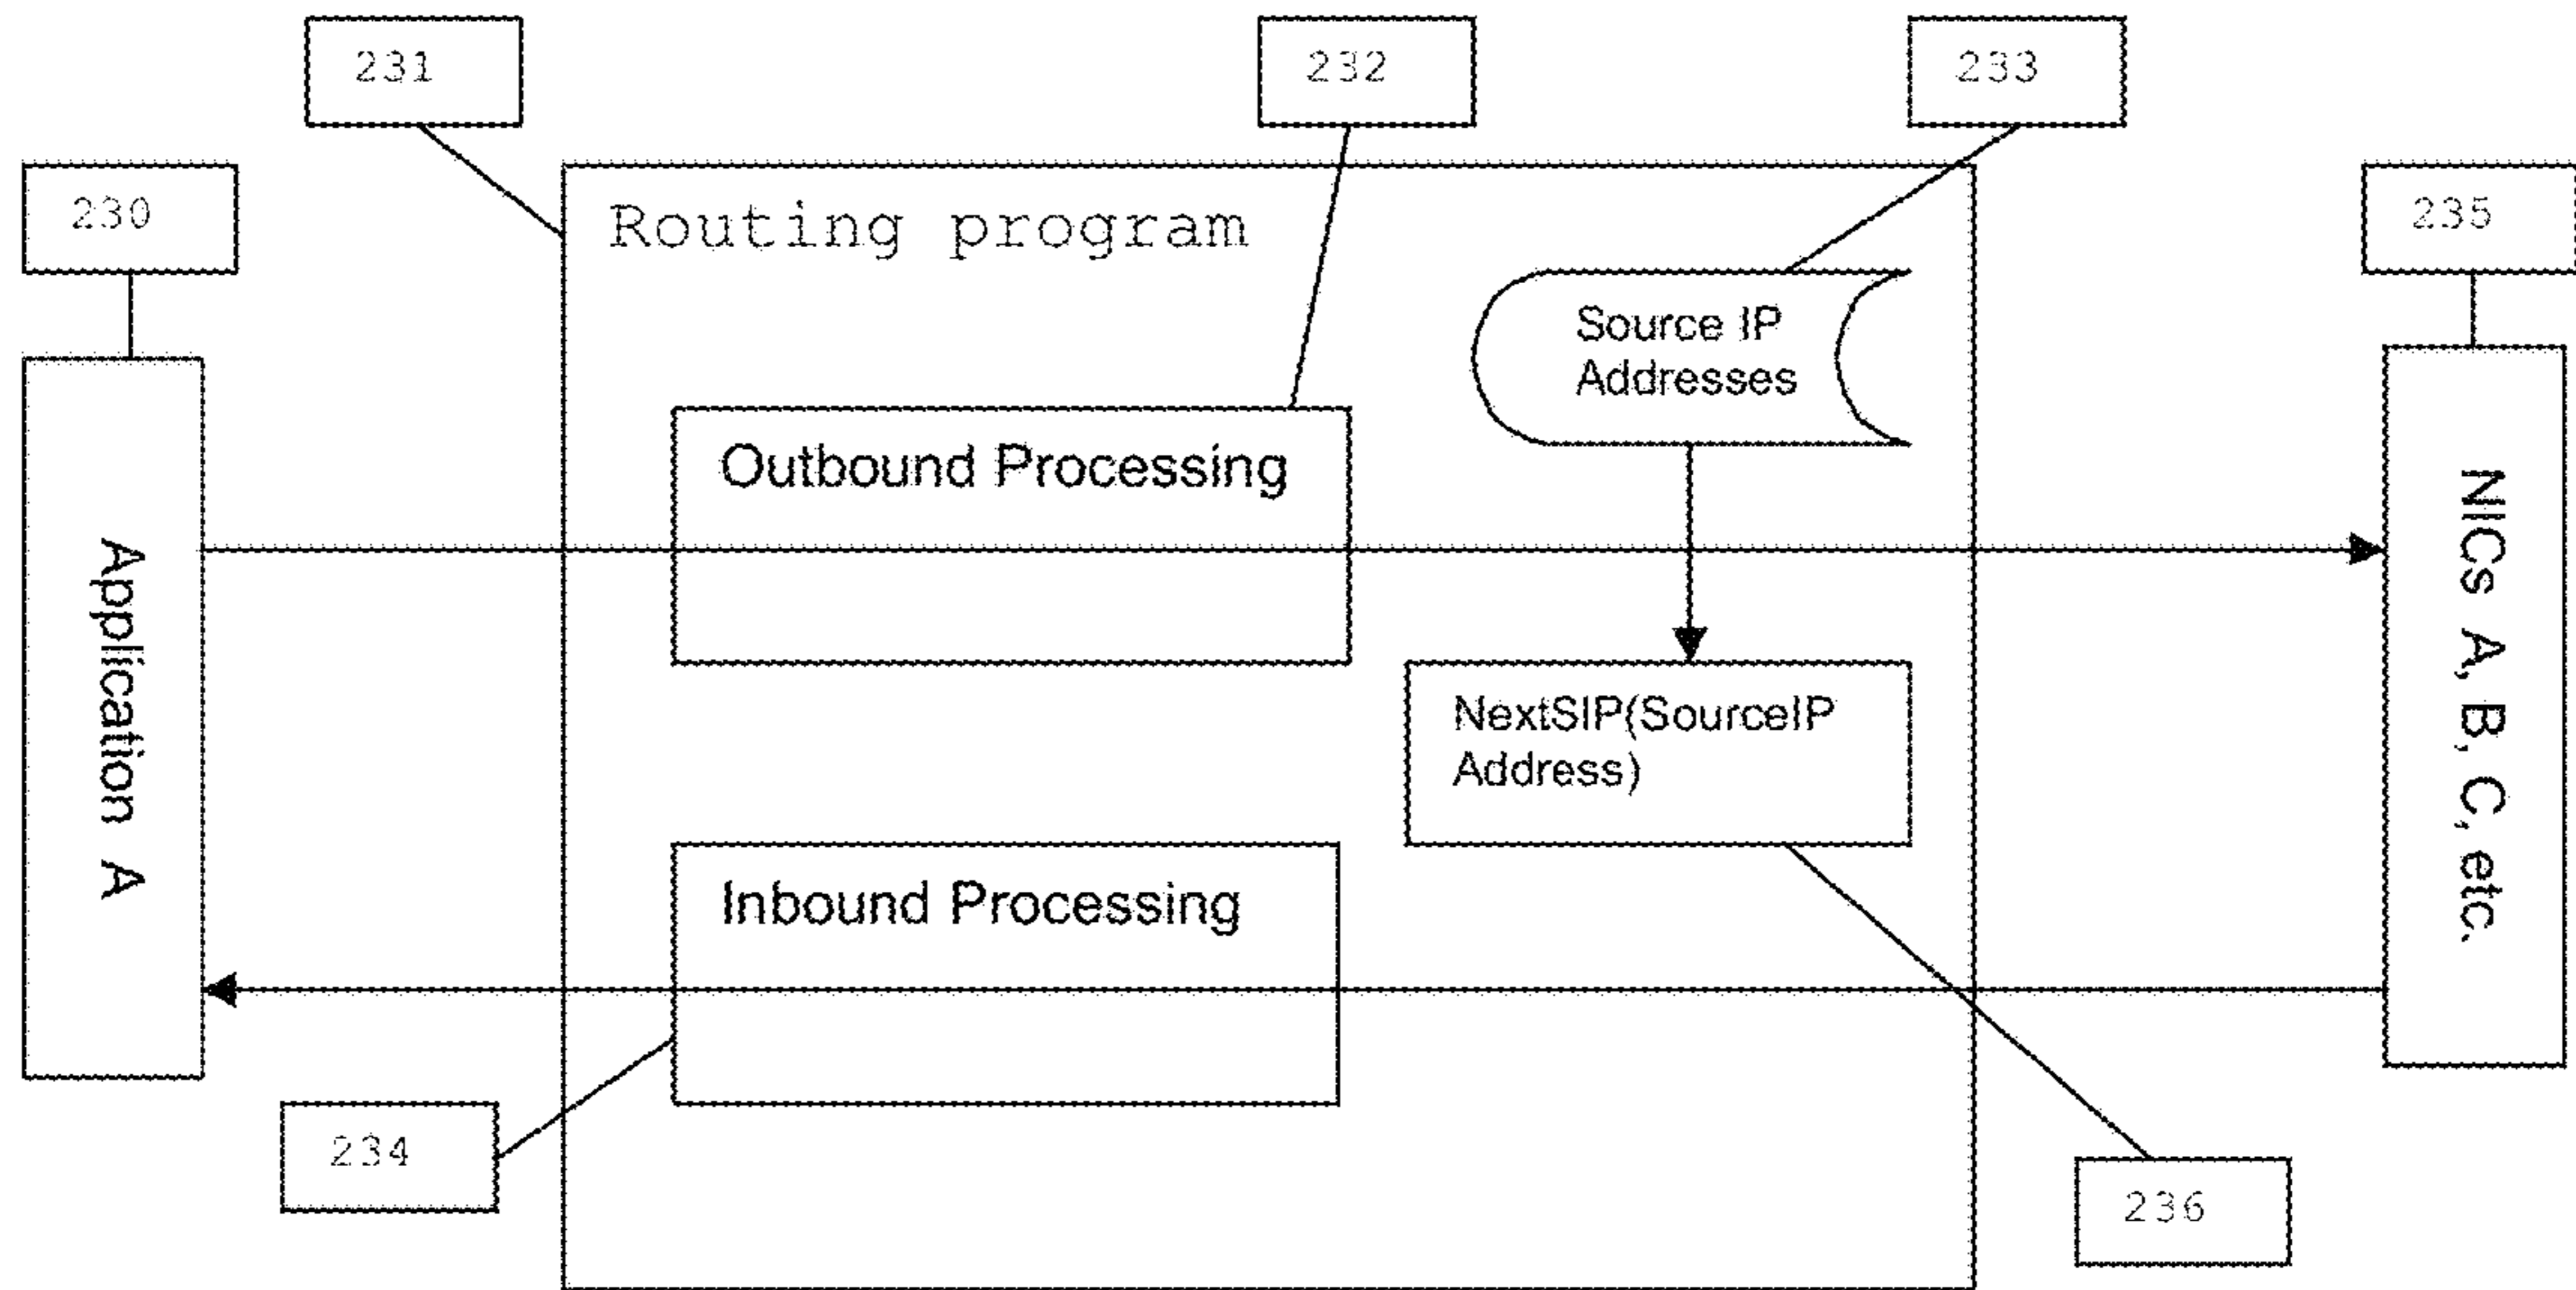 231
232
233
230
Routing program
235
Source IP
Addresses
Outbound Processing
Application A
NICs A, B, C, etc.
NextSIP(SourceIP
Address)
Inbound Processing
234
236